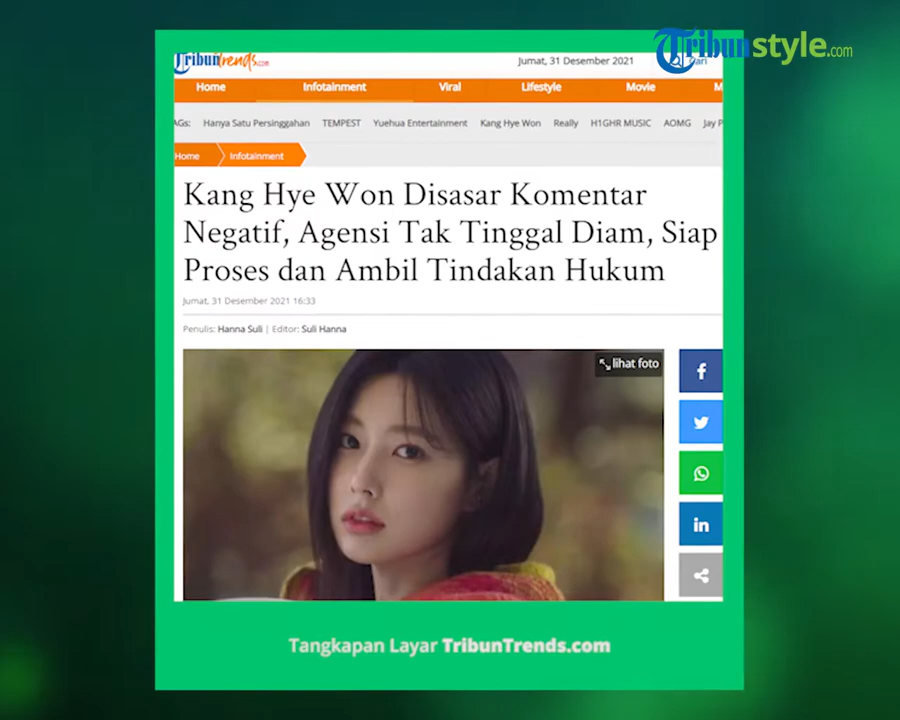 Tribunstyle.com
Tribuntrends.com
Jumat, 31 Desember 2021
Cari
Home Infotainment Viral Lifestyle Movie M
AGs: Hanya Satu Persinggahan TEMPEST Yuehua Entertainment Kang Hye Won Really H1GHR MUSIC AOMG Jay P
Home Infotainment
Kang Hye Won Disasar Komentar
Negatif, Agensi Tak Tinggal Diam, Siap
Proses dan Ambil Tindakan Hukum
Jumat, 31 Desember 2021 16:33
Penulis: Hanna Suli | Editor: Suli Hanna
lihat foto
Tangkapan Layar TribunTrends.com